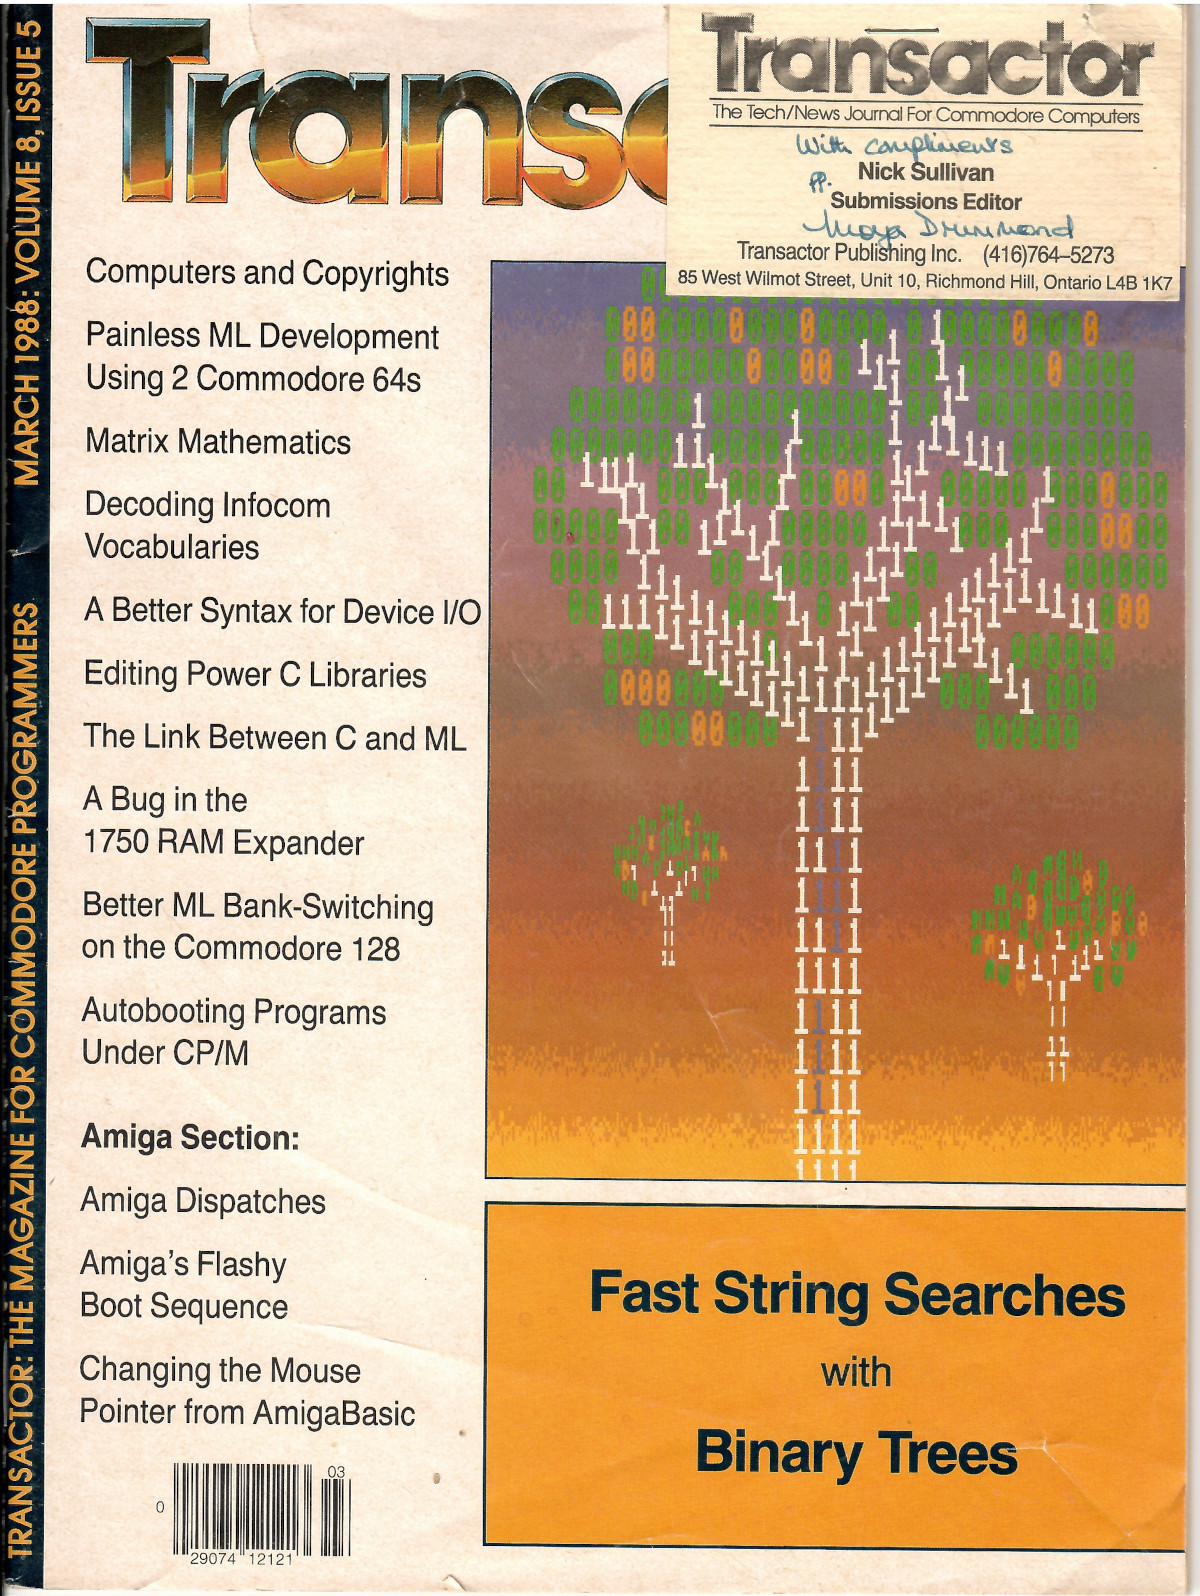 TRANSACTOR: THE MAGAZINE FOR COMMODORE PROGRAMMERS MARCH 1988: VOLUME 8, ISSUE 5
Transa
Transactor
The Tech/News Journal For Commodore Computers
With compliments
pp. Nick Sullivan
Submissions Editor
Maya Drummond
Transactor Publishing Inc. (416)764–5273
85 West Wilmot Street, Unit 10, Richmond Hill, Ontario L4B 1K7
Computers and Copyrights
Painless ML Development
Using 2 Commodore 64s
Matrix Mathematics
Decoding Infocom
Vocabularies
A Better Syntax for Device I/O
Editing Power C Libraries
The Link Between C and ML
A Bug in the
1750 RAM Expander
Better ML Bank-Switching
on the Commodore 128
Autobooting Programs
Under CP/M
Amiga Section:
Amiga Dispatches
Amiga's Flashy
Boot Sequence
Changing the Mouse
Pointer from AmigaBasic
03
0
29074 12121
Fast String Searches
with
Binary Trees